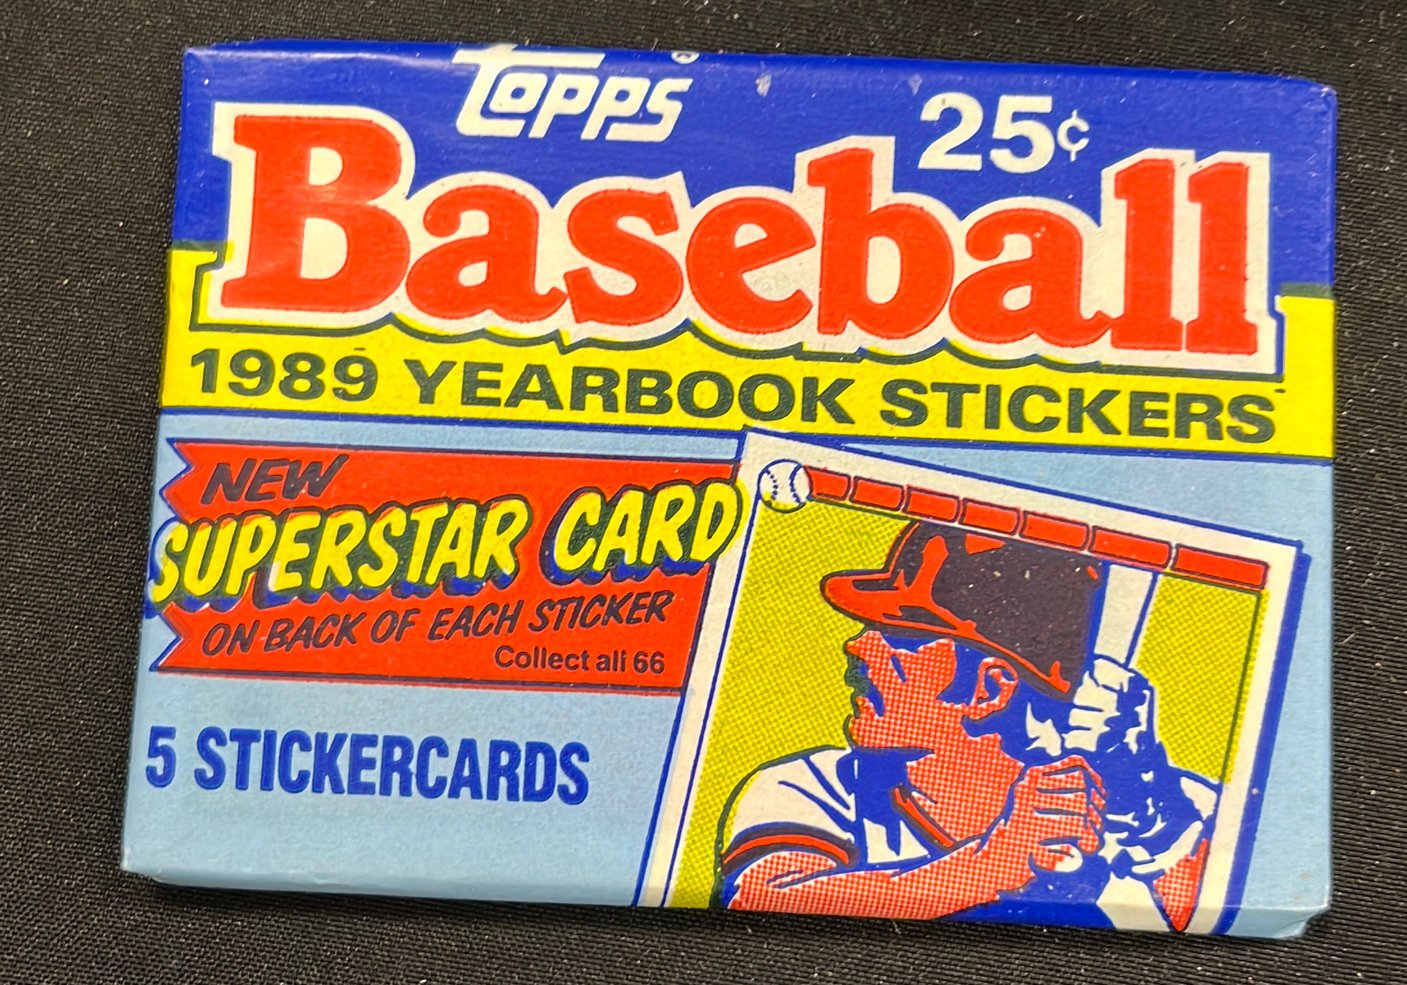 Topps
25¢
Baseball
1989 YEARBOOK STICKERS
NEW
SUPERSTAR CARD
ON BACK OF EACH STICKER
Collect all 66
5 STICKERCARDS